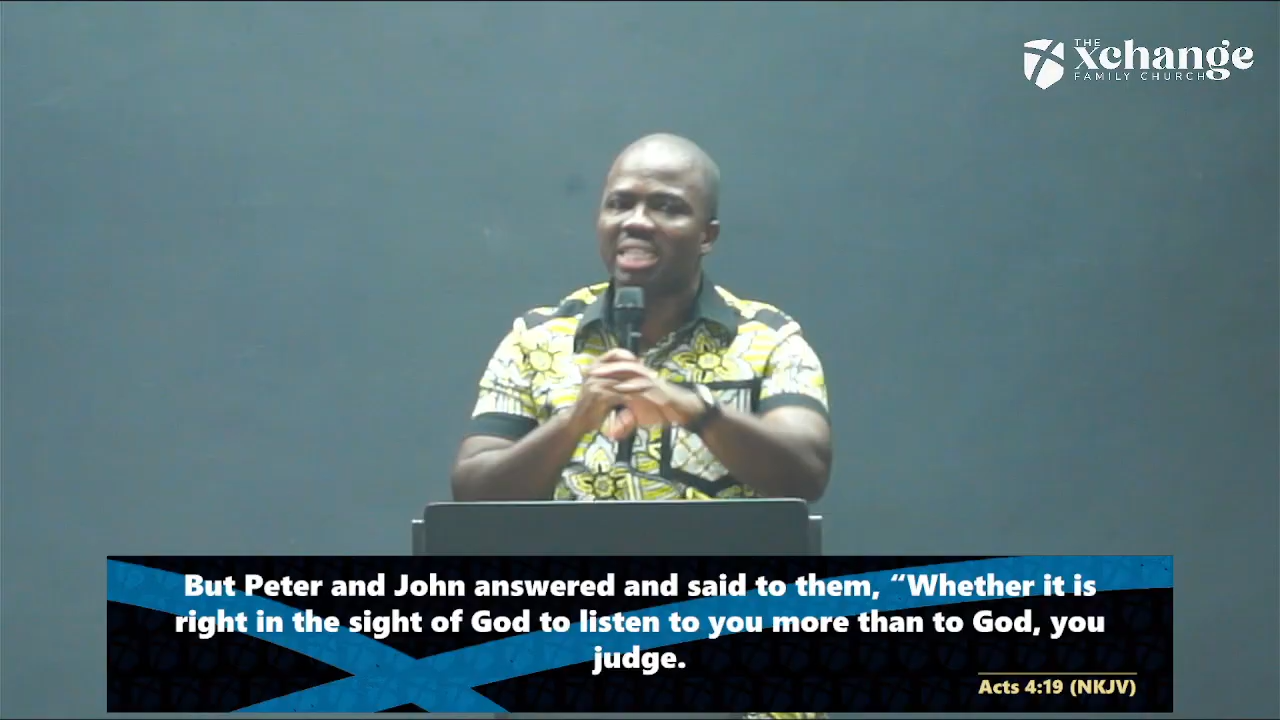 THE
xchange
FAMILY CHURCH
But Peter and John answered and said to them, “Whether it is
right in the sight of God to listen to you more than to God, you
judge.
Acts 4:19 (NKJV)